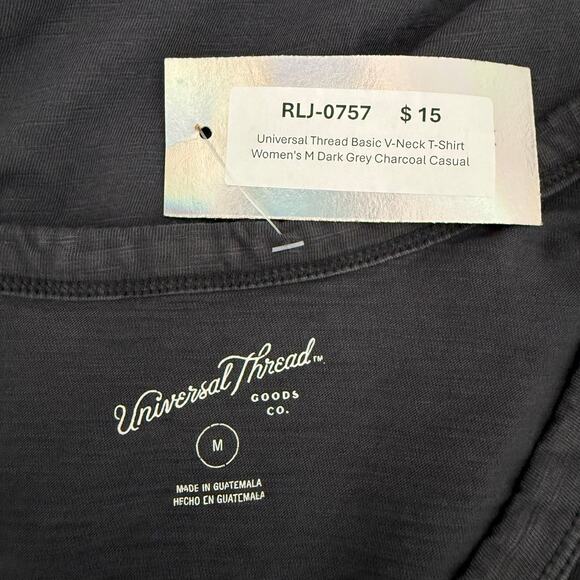 RLJ-0757 $ 15
Universal Thread Basic V-Neck T-Shirt
Women's M Dark Grey Charcoal Casual
Universal Thread™
GOODS
CO.
M
MADE IN GUATEMALA
HECHO EN GUATEMALA